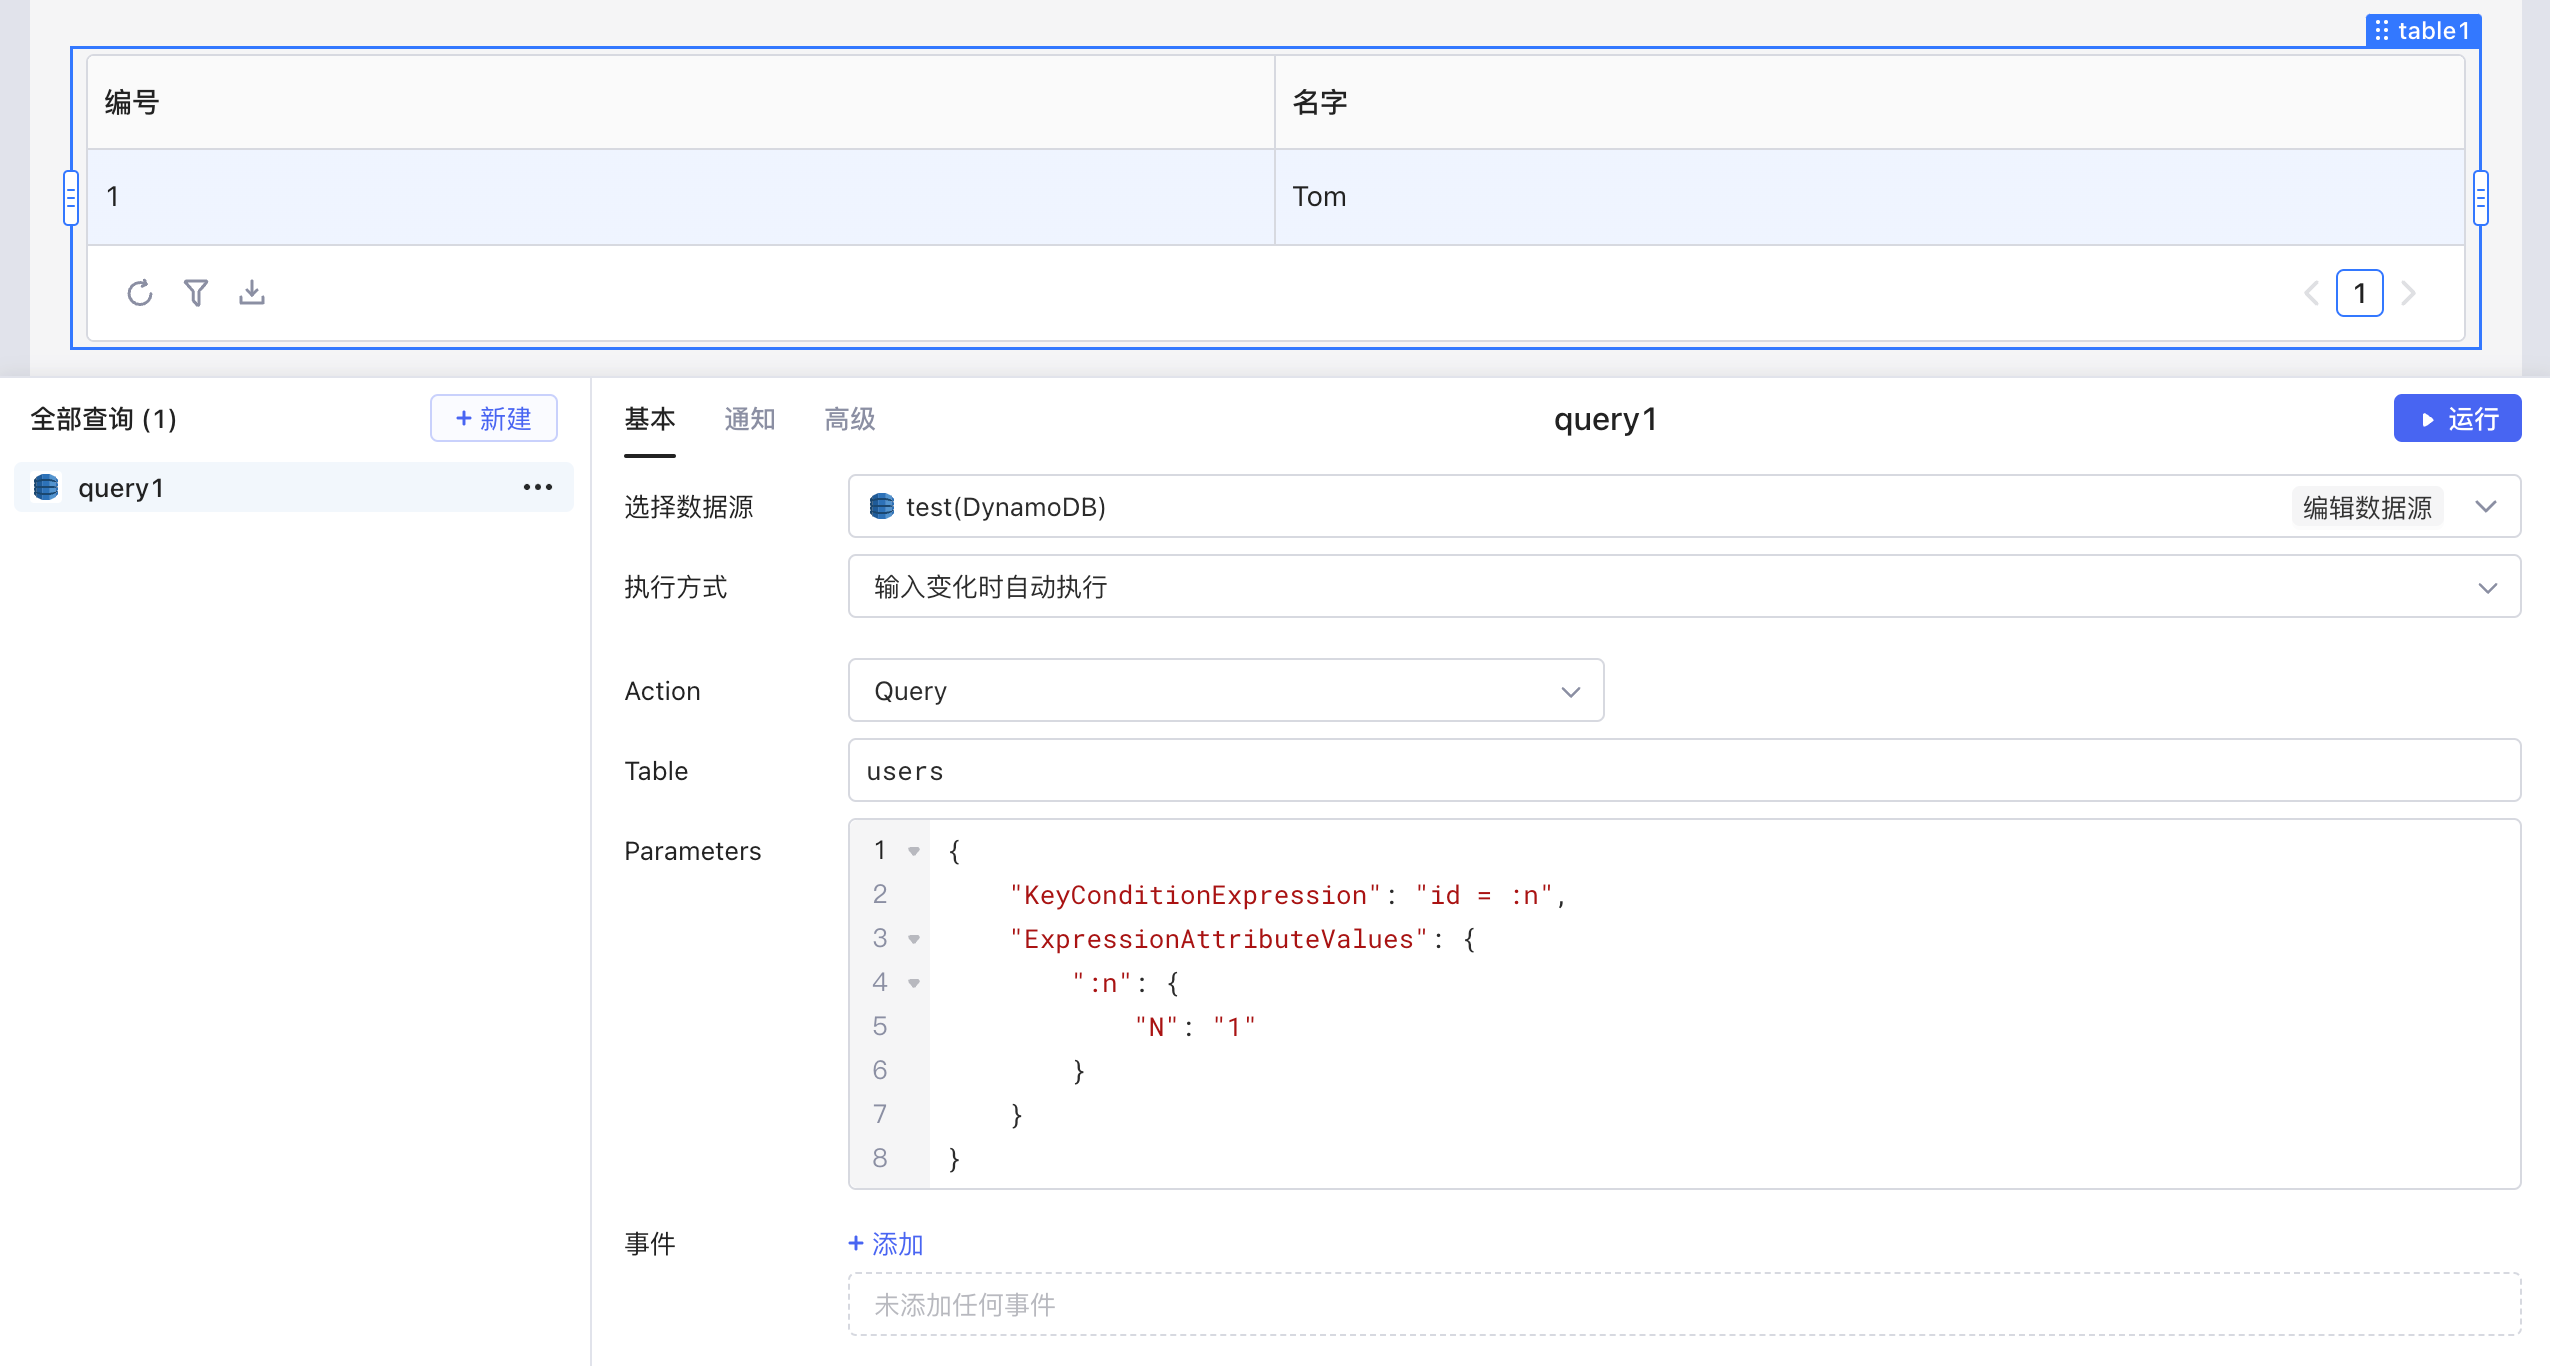 table1
编号 名字
1 Tom
1
全部查询 (1) + 新建 基本 通知 高级 query1 运行
query1
选择数据源 test(DynamoDB) 编辑数据源
执行方式 输入变化时自动执行
Action Query
Table users
Parameters
1 {
2 "KeyConditionExpression": "id = :n",
3 "ExpressionAttributeValues": {
4 ":n": {
5 "N": "1"
6 }
7 }
8 }
事件 + 添加
未添加任何事件